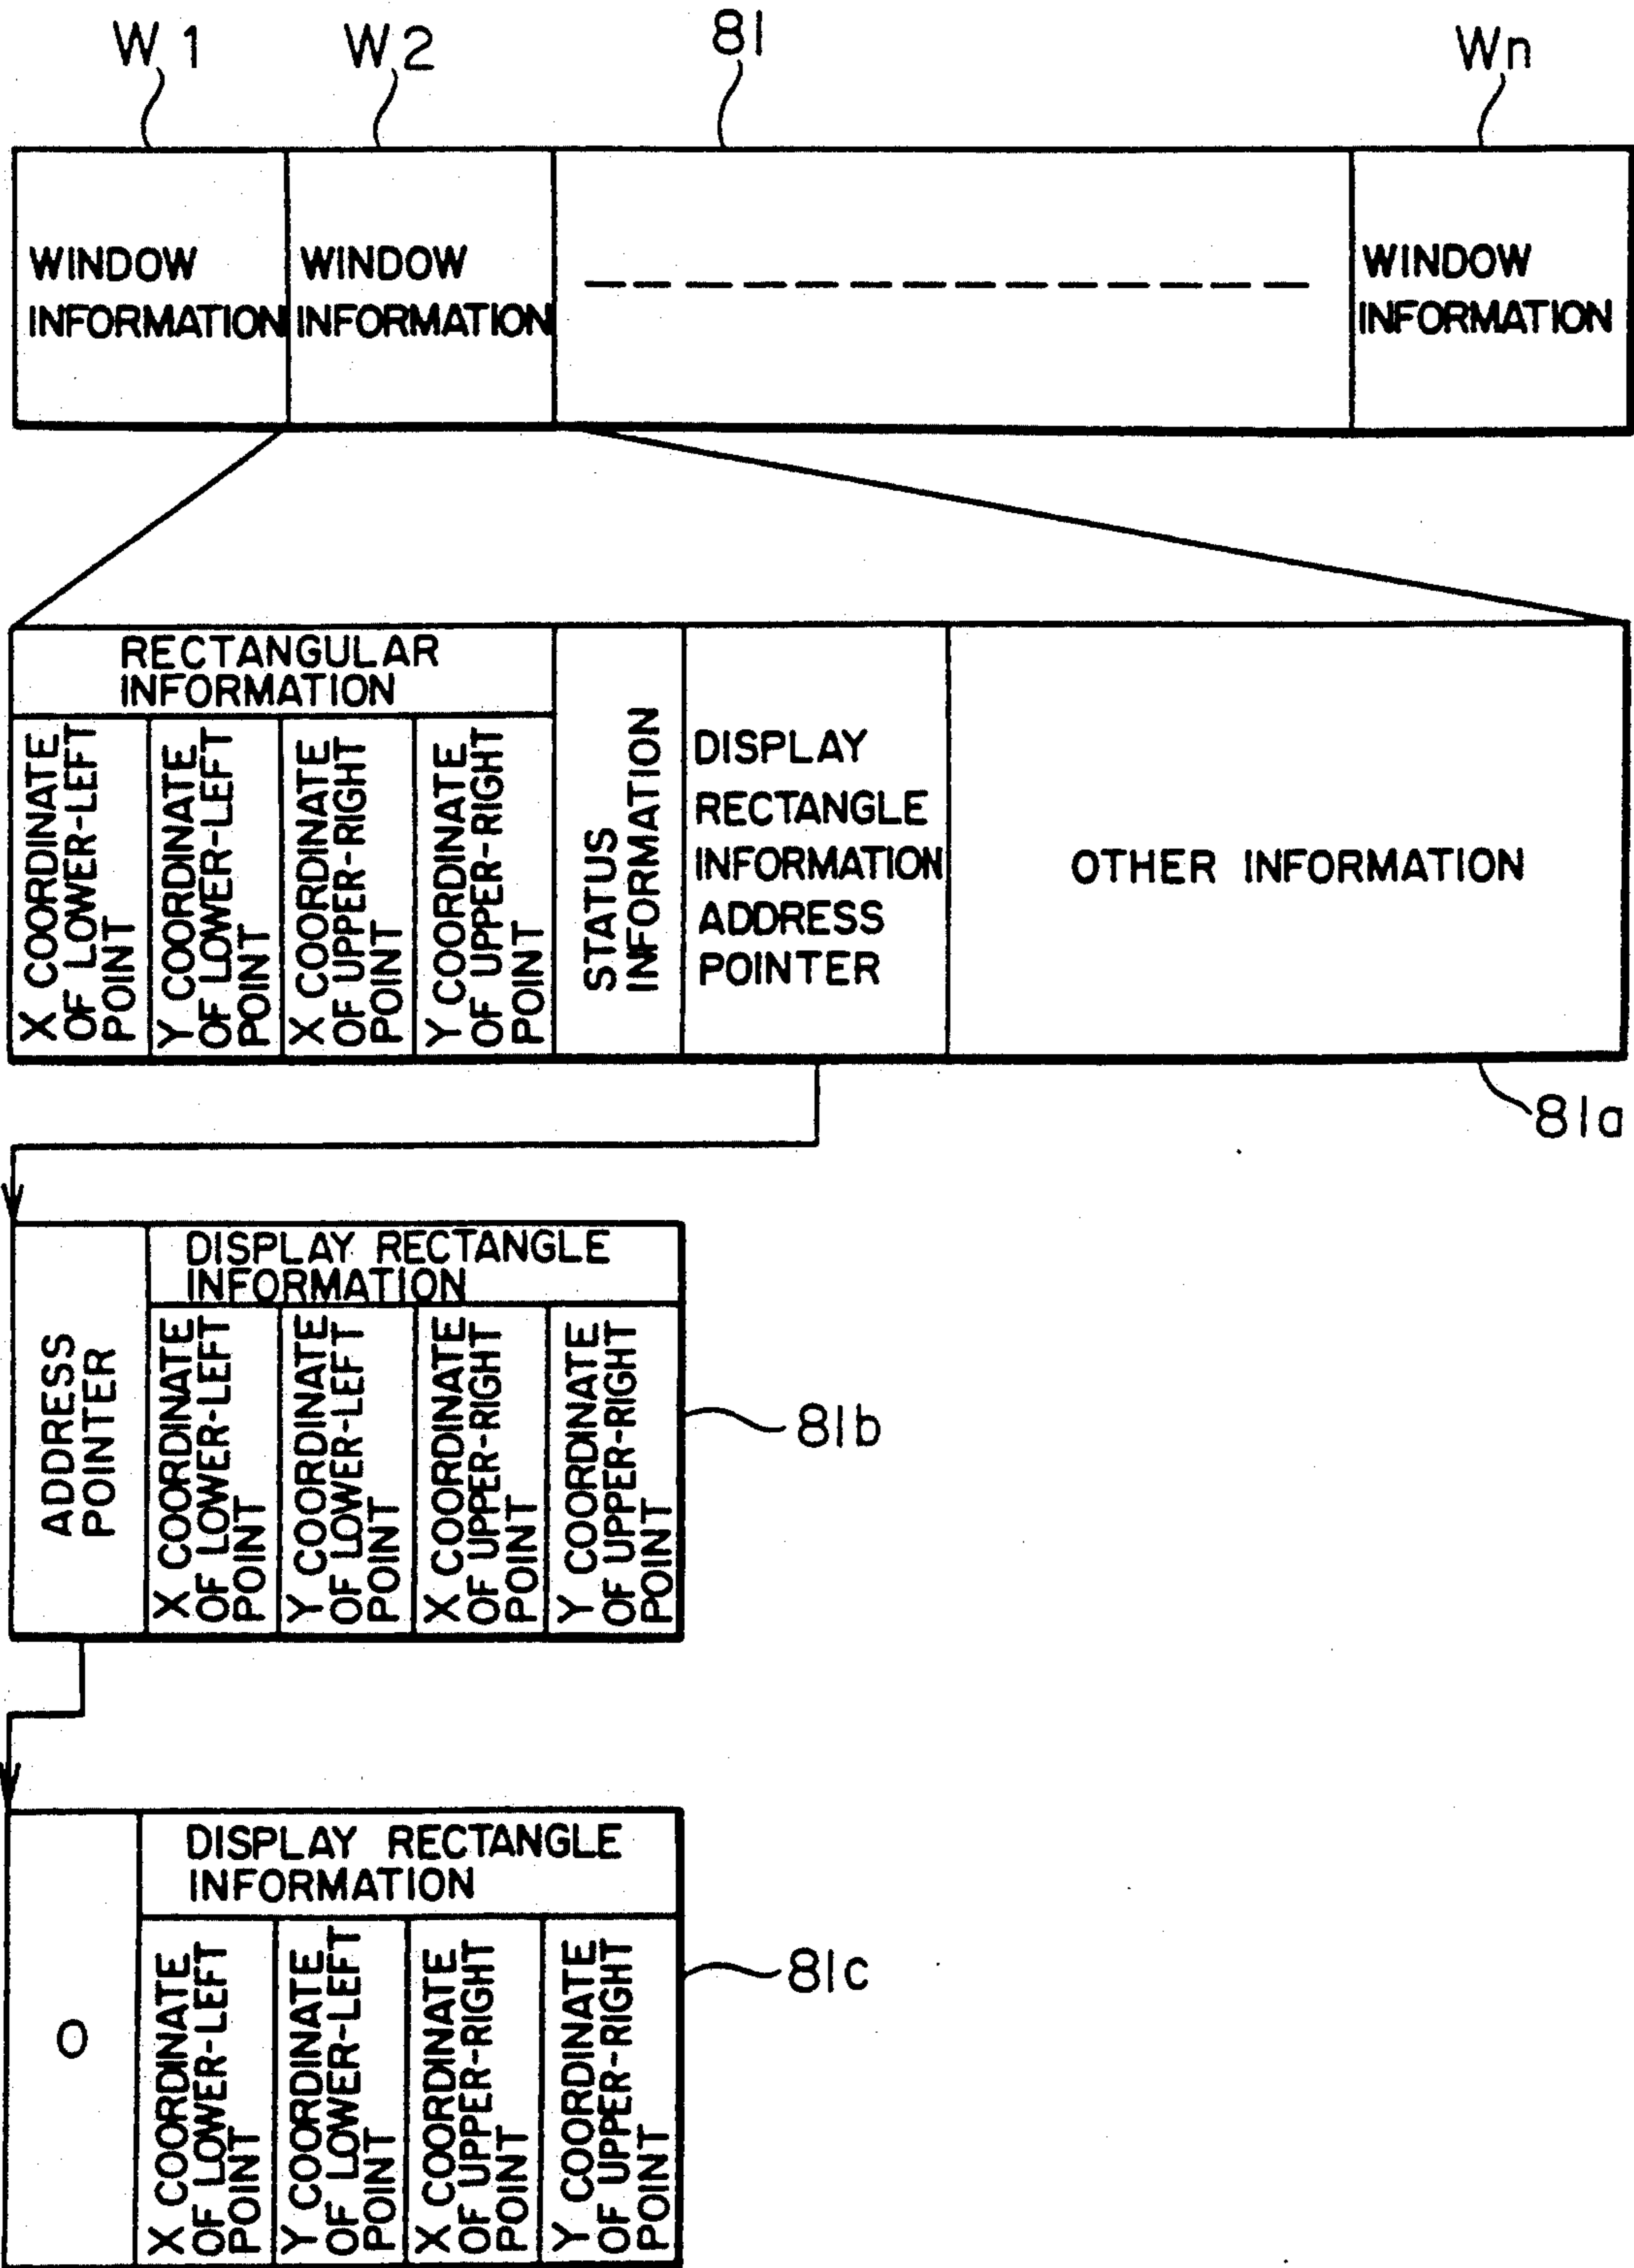 W1 W2 81 Wn
WINDOW
INFORMATION
WINDOW
INFORMATION
WINDOW
INFORMATION
RECTANGULAR
INFORMATION
X COORDINATE
OF LOWER-LEFT
POINT
Y COORDINATE
OF LOWER-LEFT
POINT
X COORDINATE
OF UPPER-RIGHT
POINT
Y COORDINATE
OF UPPER-RIGHT
POINT
STATUS
INFORMATION
DISPLAY
RECTANGLE
INFORMATION
ADDRESS
POINTER
OTHER INFORMATION
81a
ADDRESS
POINTER
DISPLAY RECTANGLE
INFORMATION
X COORDINATE
OF LOWER-LEFT
POINT
Y COORDINATE
OF LOWER-LEFT
POINT
X COORDINATE
OF UPPER-RIGHT
POINT
Y COORDINATE
OF UPPER-RIGHT
POINT
81b
0
DISPLAY RECTANGLE
INFORMATION
X COORDINATE
OF LOWER-LEFT
POINT
Y COORDINATE
OF LOWER-LEFT
POINT
X COORDINATE
OF UPPER-RIGHT
POINT
Y COORDINATE
OF UPPER-RIGHT
POINT
81c